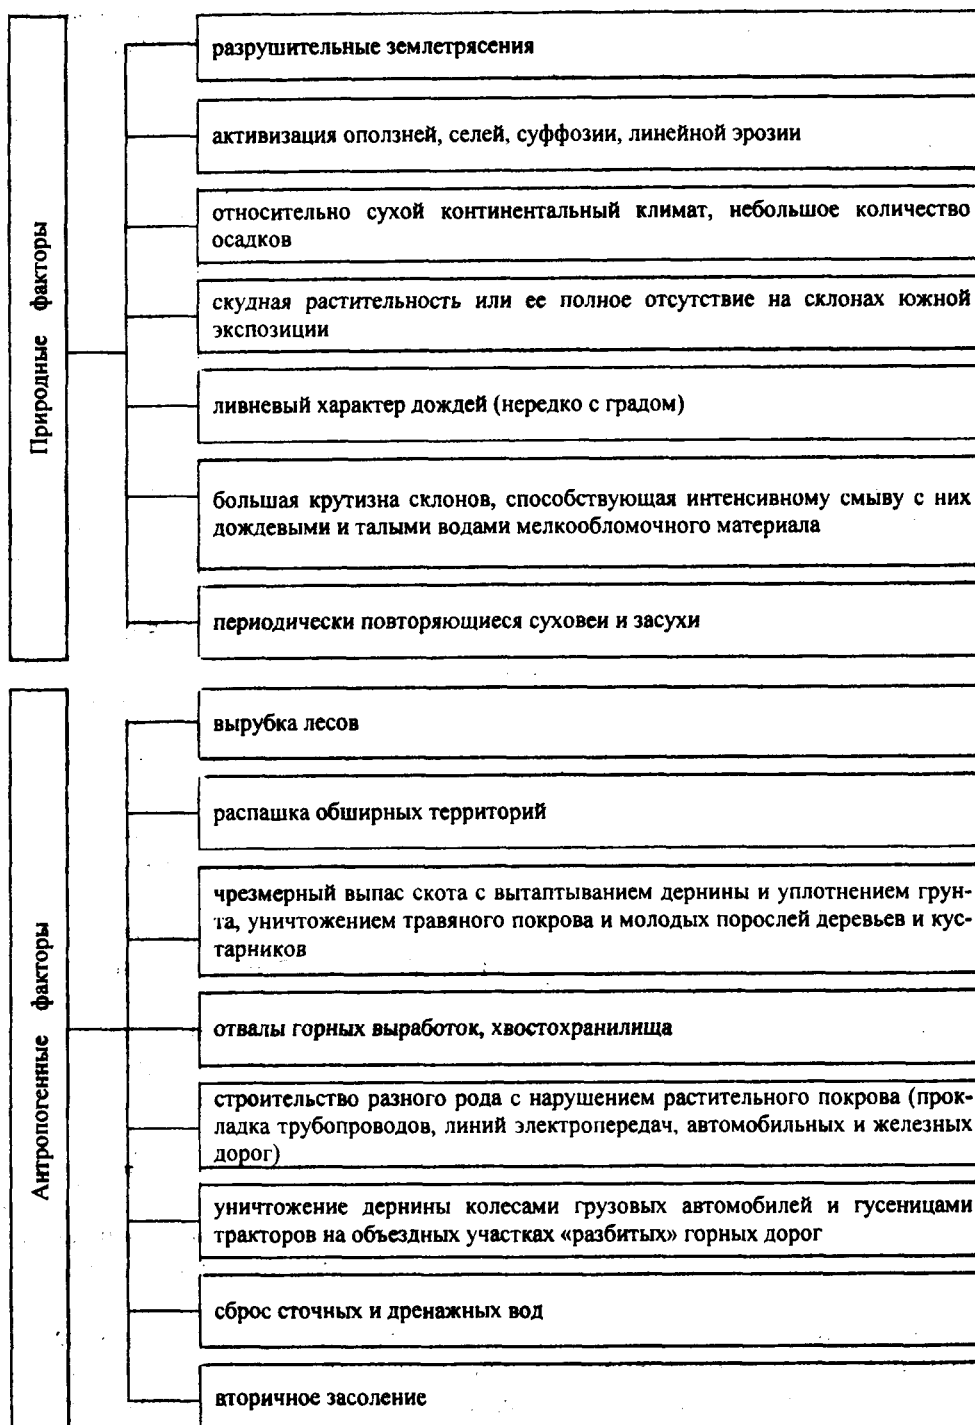 Природные факторы
разрушительные землетрясения
активизация оползней, селей, суффозии, линейной эрозии
относительно сухой континентальный климат, небольшое количество
осадков
скудная растительность или ее полное отсутствие на склонах южной
экспозиции
ливневый характер дождей (нередко с градом)
большая крутизна склонов, способствующая интенсивному смыву с них
дождевыми и талыми водами мелкообломочного материала
периодически повторяющиеся суховеи и засухи
Антропогенные факторы
вырубка лесов
распашка обширных территорий
чрезмерный выпас скота с вытаптыванием дернины и уплотнением грун-
та, уничтожением травяного покрова и молодых порослей деревьев и кус-
тарников
отвалы горных выработок, хвостохранилища
строительство разного рода с нарушением растительного покрова (прок-
ладка трубопроводов, линий электропередач, автомобильных и железных
дорог)
уничтожение дернины колесами грузовых автомобилей и гусеницами
тракторов на объездных участках «разбитых» горных дорог
сброс сточных и дренажных вод
вторичное засоление